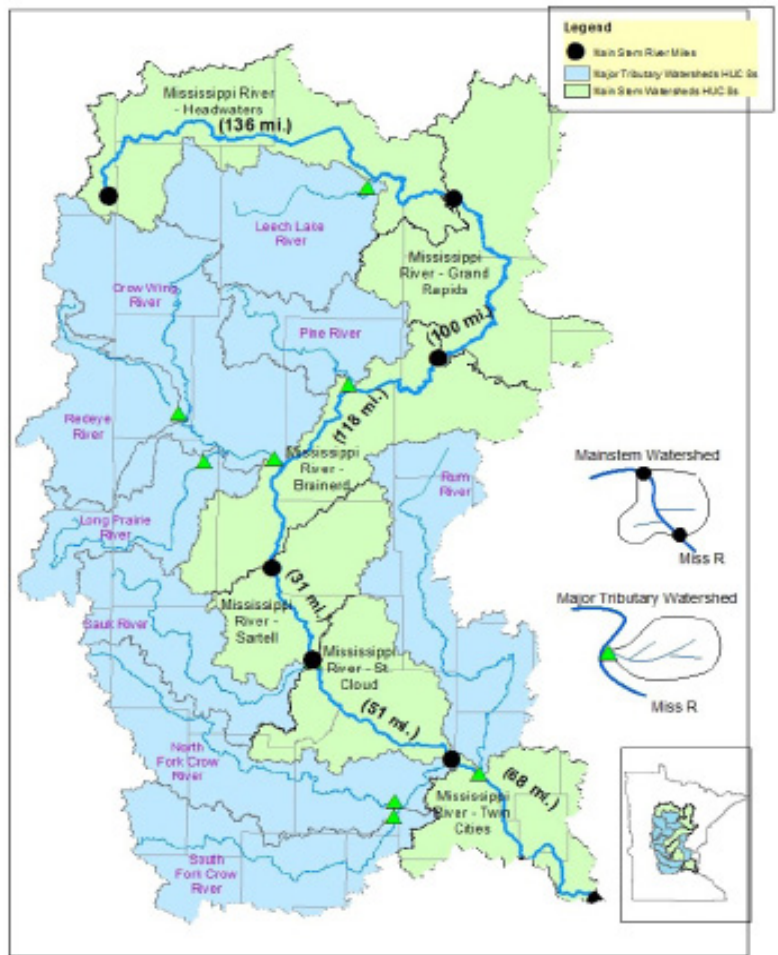 Legend
Main Stem River Miles
Major Tributary Watersheds HUC 8s
Main Stem Watersheds HUC 8s
Mississippi River
- Headwaters
(136 mi.)
Leech Lake
River
Mississippi
River - Grand
Rapids
Crow Wing
River
Pine River
(100 mi.)
Redeye
River
(118 mi.)
Mississippi
River -
Brainerd
Rum
River
Long Prairie
River
(31 mi.)
Mississippi
River -
Sartell
Sauk River
Mississippi
River - St.
Cloud
(51 mi.)
North
Fork Crow
River
(68 mi.)
Mississippi
River - Twin
Cities
South
Fork Crow
River
Mainstem Watershed
Miss R
Major Tributary Watershed
Miss R